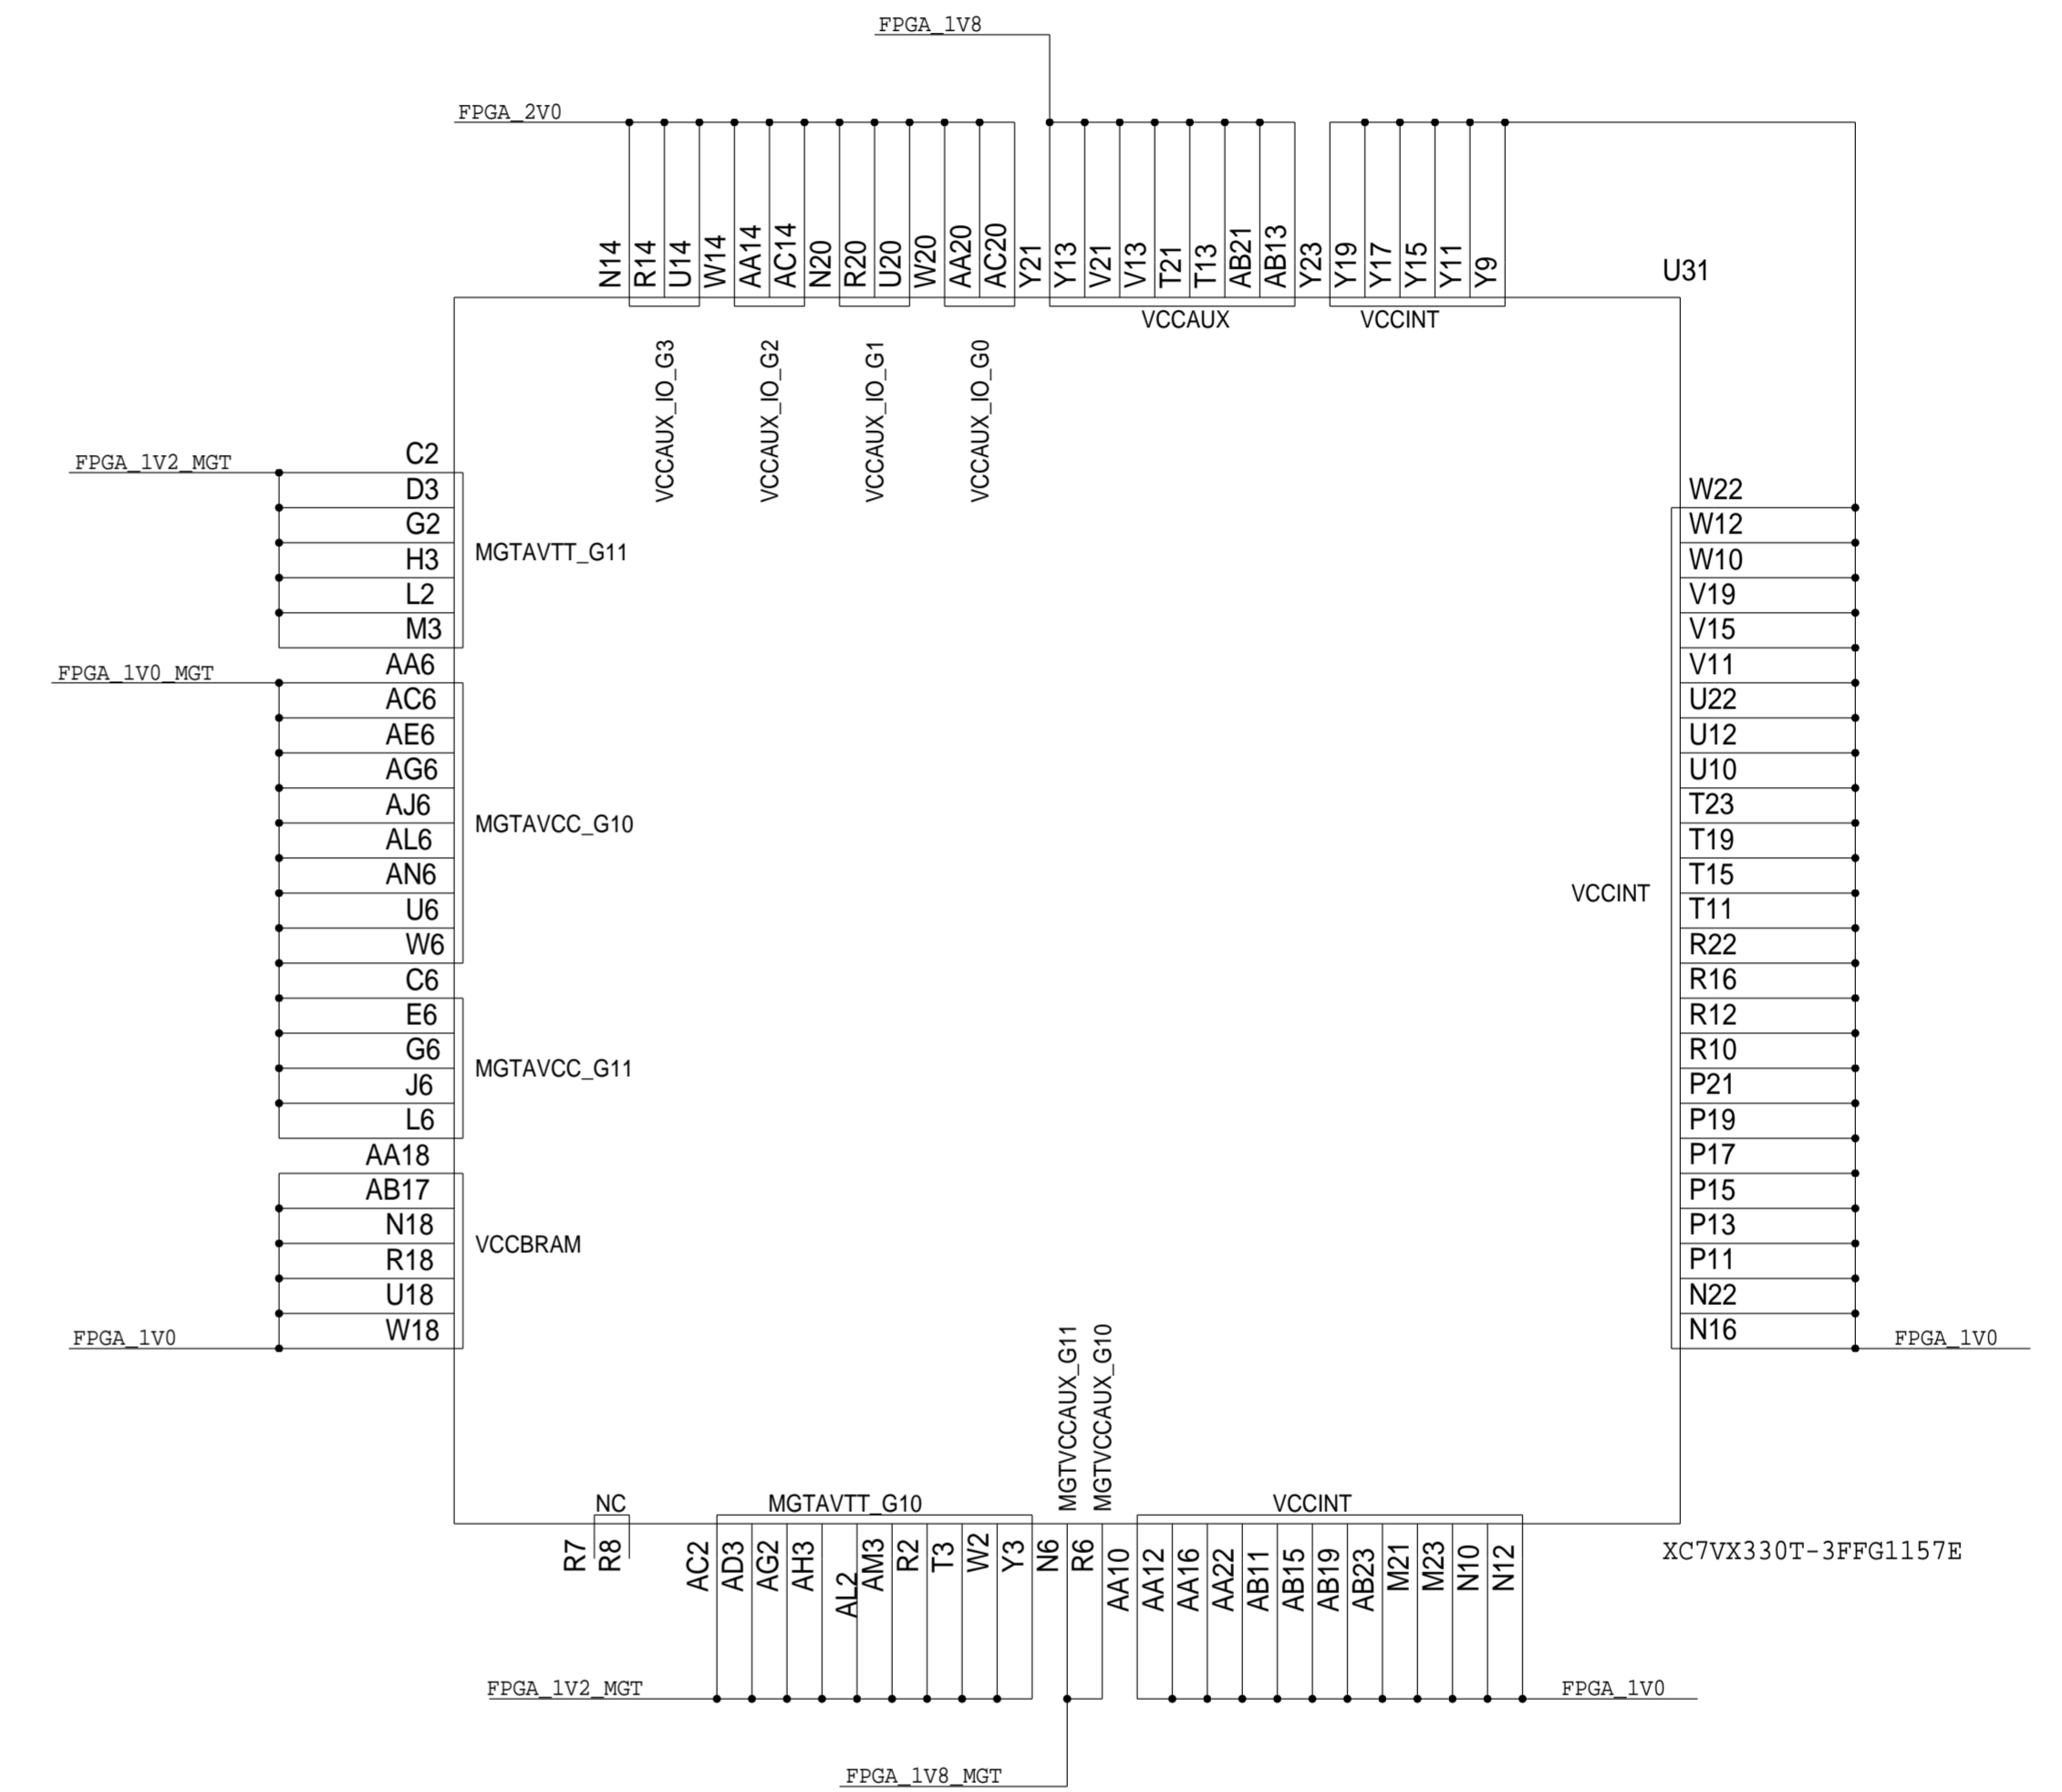 FPGA_1V8
FPGA_2V0
N14
R14
U14
W14
AA14
AC14
N20
R20
U20
W20
AA20
AC20
Y21
Y13
V21
V13
T21
T13
AB21
AB13
Y23
Y19
Y17
Y15
Y11
Y9
U31
VCCAUX
VCCINT
VCCAUX_IO_G3
VCCAUX_IO_G2
VCCAUX_IO_G1
VCCAUX_IO_G0
FPGA_1V2_MGT
C2
D3
G2
H3
L2
M3
MGTAVTT_G11
FPGA_1V0_MGT
AA6
AC6
AE6
AG6
AJ6
AL6
AN6
U6
W6
MGTAVCC_G10
C6
E6
G6
J6
L6
MGTAVCC_G11
AA18
AB17
N18
R18
U18
W18
VCCBRAM
FPGA_1V0
W22
W12
W10
V19
V15
V11
U22
U12
U10
T23
T19
T15
T11
R22
R16
R12
R10
P21
P19
P17
P15
P13
P11
N22
N16
VCCINT
FPGA_1V0
MGTVCCAUX_G11
MGTVCCAUX_G10
NC
MGTAVTT_G10
VCCINT
R7
R8
AC2
AD3
AG2
AH3
AL2
AM3
R2
T3
W2
Y3
N6
R6
AA10
AA12
AA16
AA22
AB11
AB15
AB19
AB23
M21
M23
N10
N12
XC7VX330T-3FFG1157E
FPGA_1V2_MGT
FPGA_1V0
FPGA_1V8_MGT